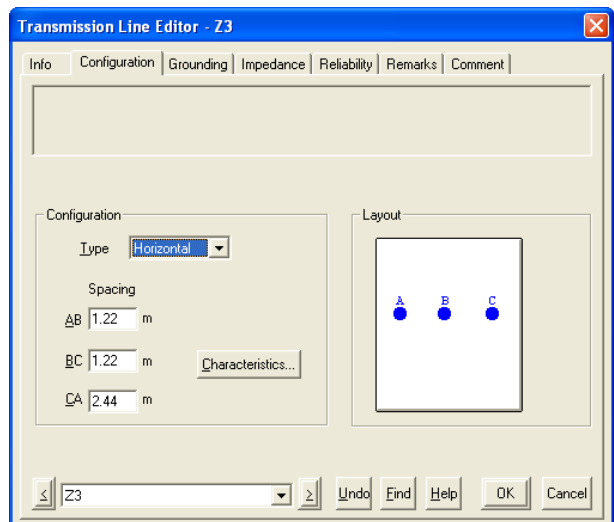 Transmission Line Editor - Z3
Info Configuration Grounding Impedance Reliability Remarks Comment
Configuration
Type Horizontal
Spacing
AB 1.22 m
BC 1.22 m
Characteristics...
CA 2.44 m
Layout
A B C
< Z3 > Undo Find Help OK Cancel